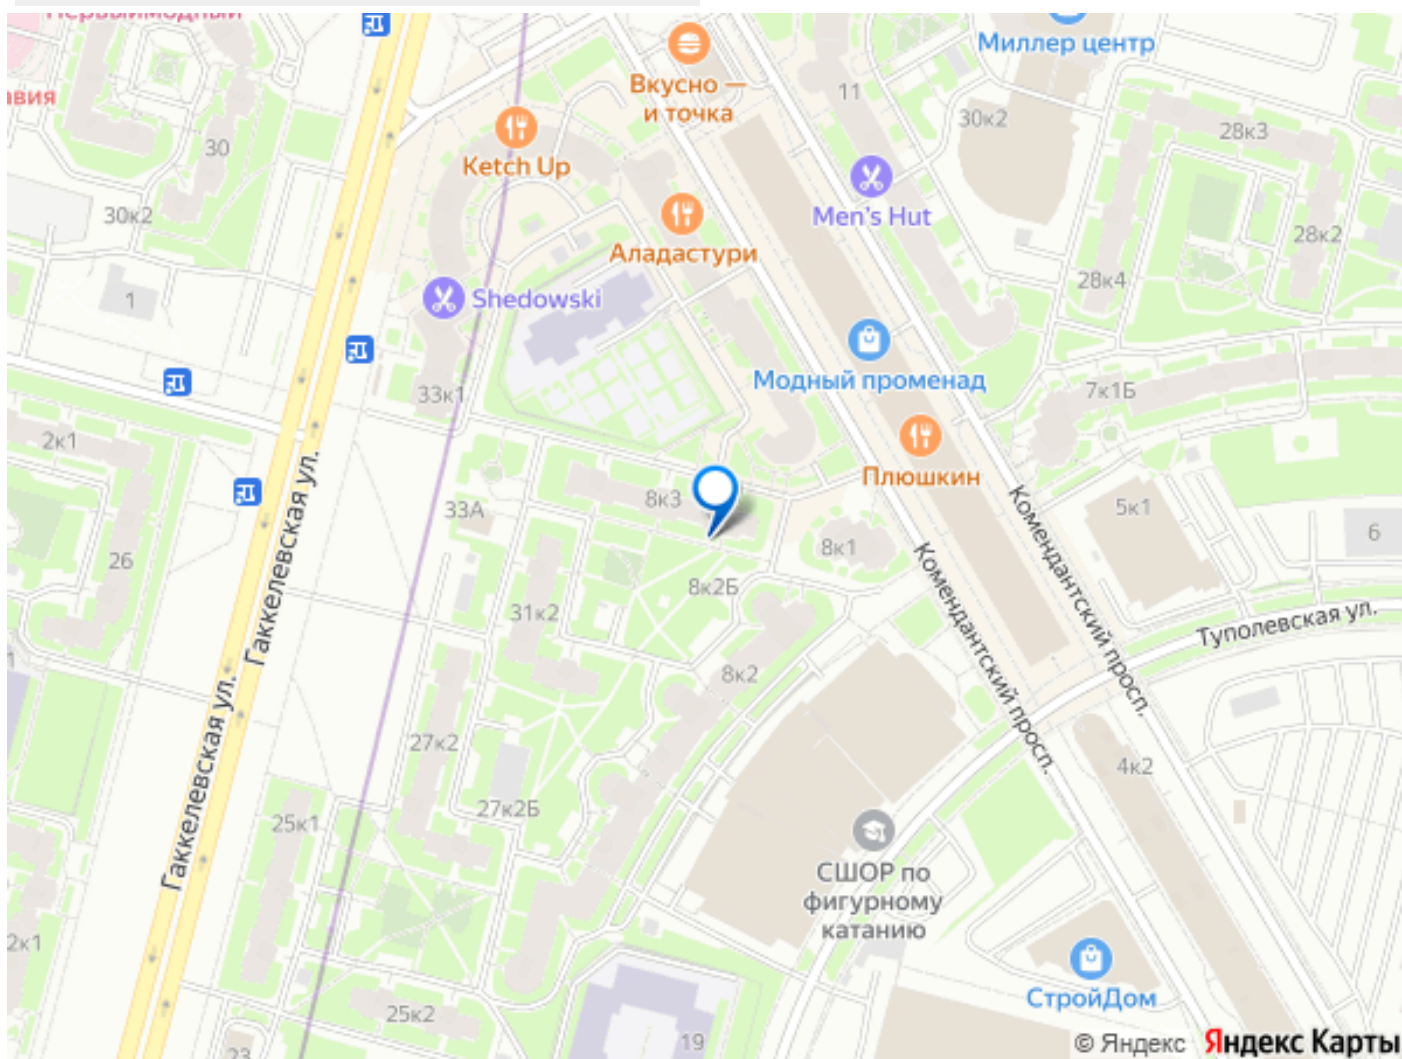 Миллер центр
Вкусно —
и точка
авия
11
30к2
28к3
30
Ketch Up
30к2
Men's Hut
28к2
Аладастури
28к4
1
Shedowski
Модный променад
33к1
7к1Б
2к1
Плюшкин
8к3
33А
5к1
6
26
8к1
Комендантский просп.
Комендантский просп.
Гаккелевская ул.
8к2Б
31к2
Туполевская ул.
8к2
27к2
Гаккелевская ул.
4к2
27к2Б
25к1
СШОР по
фигурному
катанию
2к1
СтройДом
25к2
19
23
© Яндекс Яндекс Карты